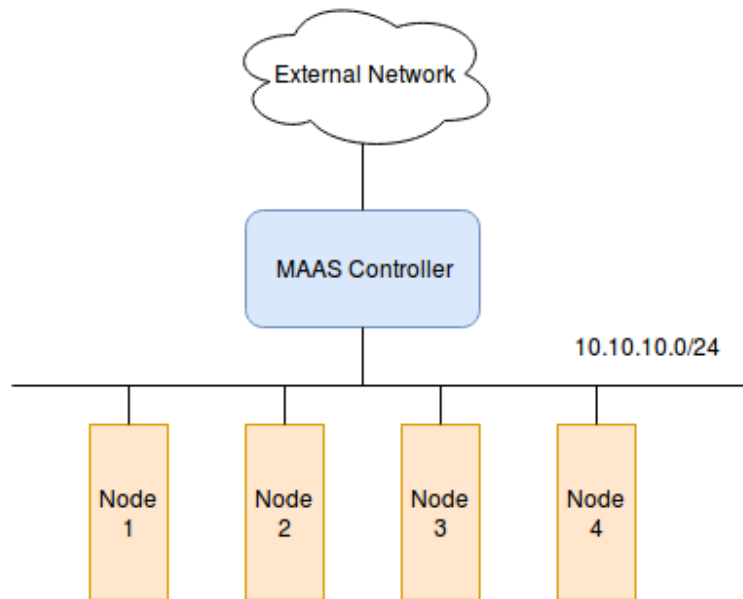 External Network
MAAS Controller
10.10.10.0/24
Node
1
Node
2
Node
3
Node
4